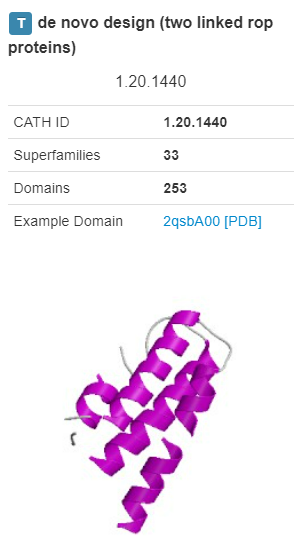 T de novo design (two linked rop
proteins)
1.20.1440
CATH ID 1.20.1440
Superfamilies 33
Domains 253
Example Domain 2qsbA00 [PDB]